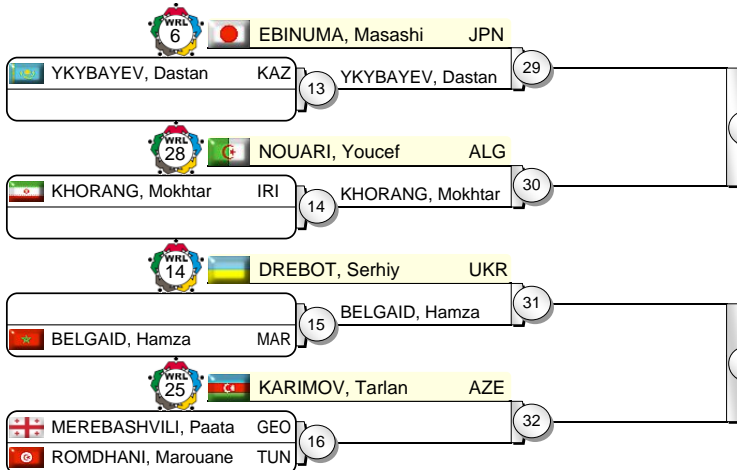 WRL 6 EBINUMA, Masashi JPN
YKYBAYEV, Dastan KAZ
13 YKYBAYEV, Dastan 29
WRL 28 NOUARI, Youcef ALG
KHORANG, Mokhtar IRI
14 KHORANG, Mokhtar 30
WRL 14 DREBOT, Serhiy UKR
15 BELGAID, Hamza 31
BELGAID, Hamza MAR
WRL 25 KARIMOV, Tarlan AZE
MEREBASHVILI, Paata GEO
16 32
ROMDHANI, Marouane TUN